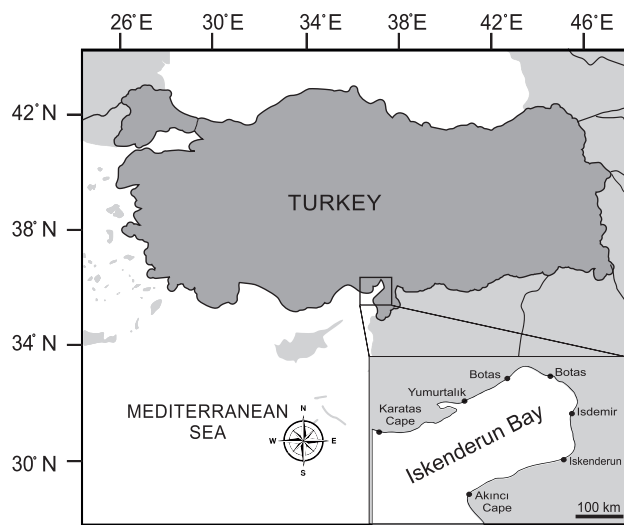 26°E 30°E 34°E 38°E 42°E 46°E
42°N
TURKEY
38°N
34°N
Botas Botas
Yumurtalık
Karatas
Cape
Isdemir
MEDITERRANEAN
SEA
N
W E
S
Iskenderun Bay
30°N
Iskenderun
Akıncı
Cape
100 km